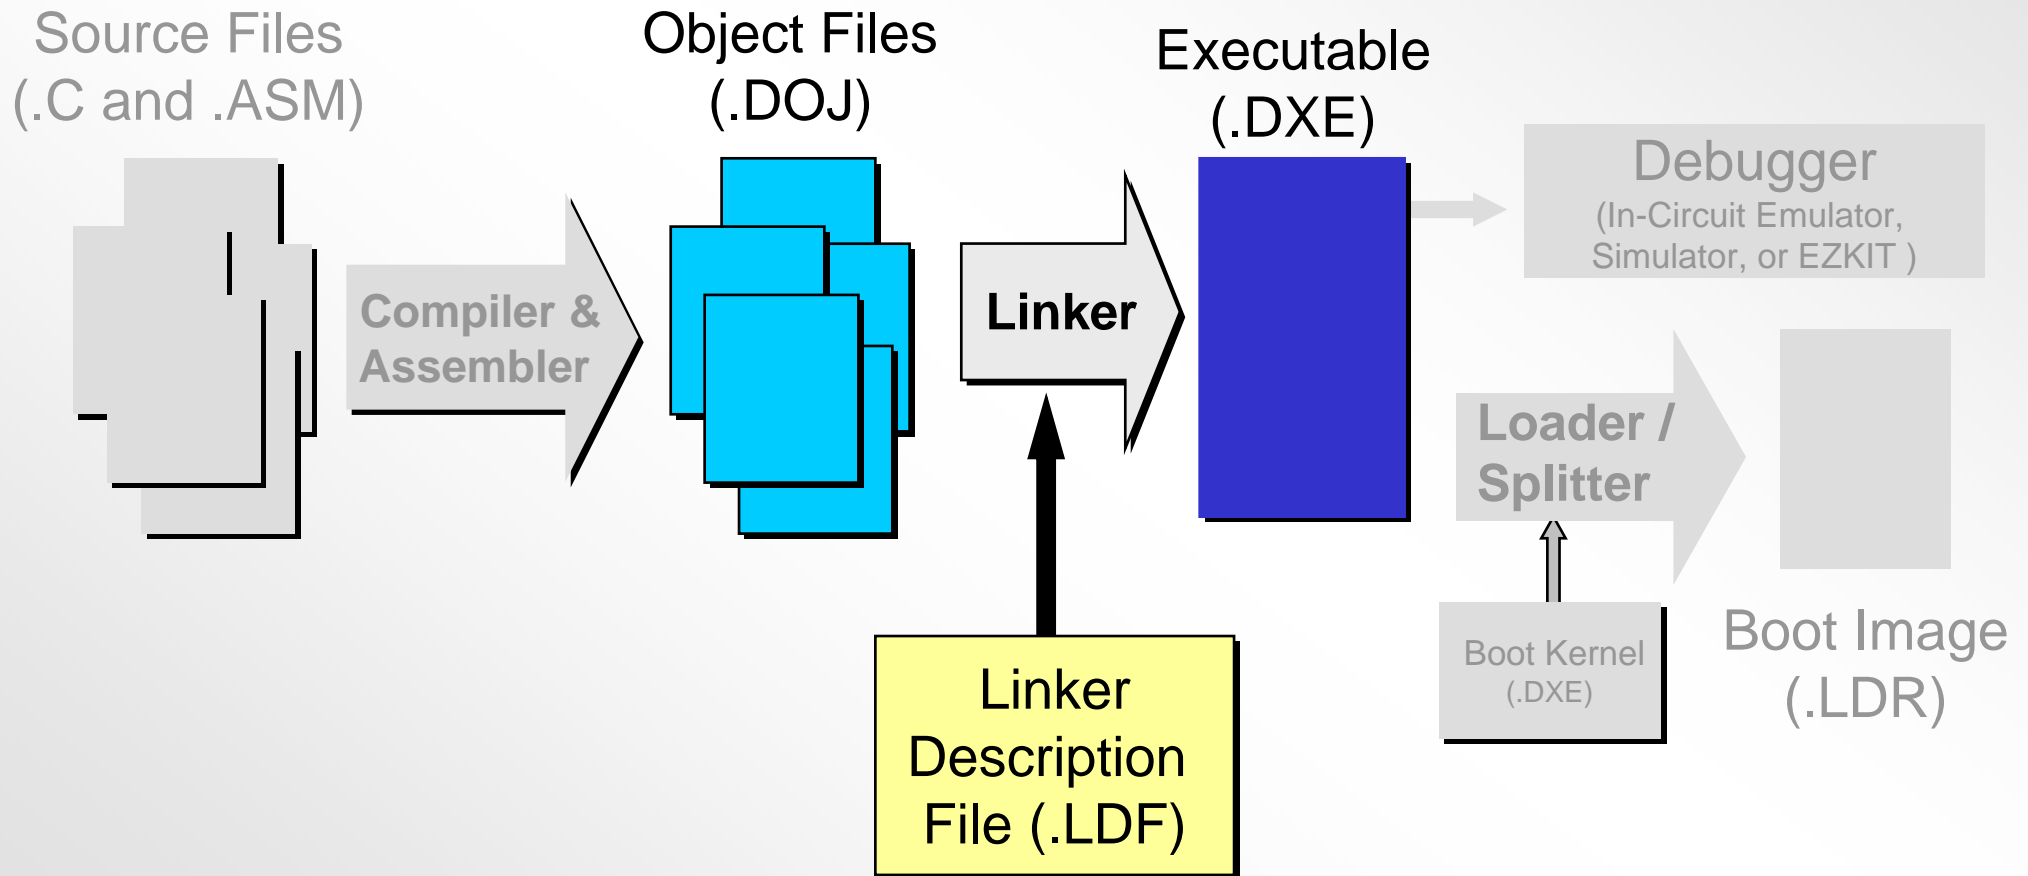 Source Files
(.C and .ASM)
Object Files
(.DOJ)
Executable
(.DXE)
Debugger
(In-Circuit Emulator,
Simulator, or EZKIT )
Compiler &
Assembler
Linker
Loader /
Splitter
Boot Kernel
(.DXE)
Boot Image
(.LDR)
Linker
Description
File (.LDF)